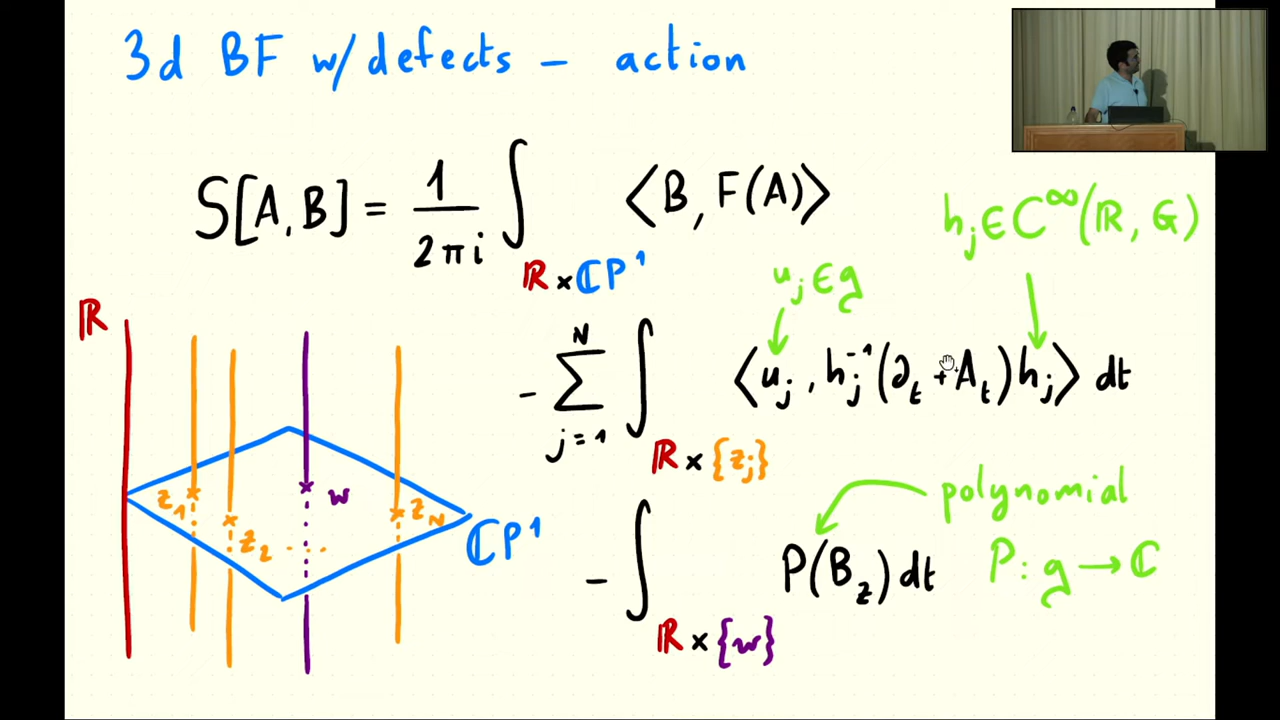 3d BF w/defects – action
S[A,B] = 1/2πi ∫_{ℝ×ℂP¹} ⟨B, F(A)⟩
h_j ∈ C^∞(ℝ, G)
u_j ∈ g
− ∑_{j=1}^{N} ∫_{ℝ×{z_j}} ⟨u_j, h_j^{-1}(∂_t + A_t)h_j⟩ dt
− ∫_{ℝ×{w}} P(B_z) dt
polynomial
P : g → ℂ
ℝ
z_1
z_2 ...
w
z_N
ℂP¹